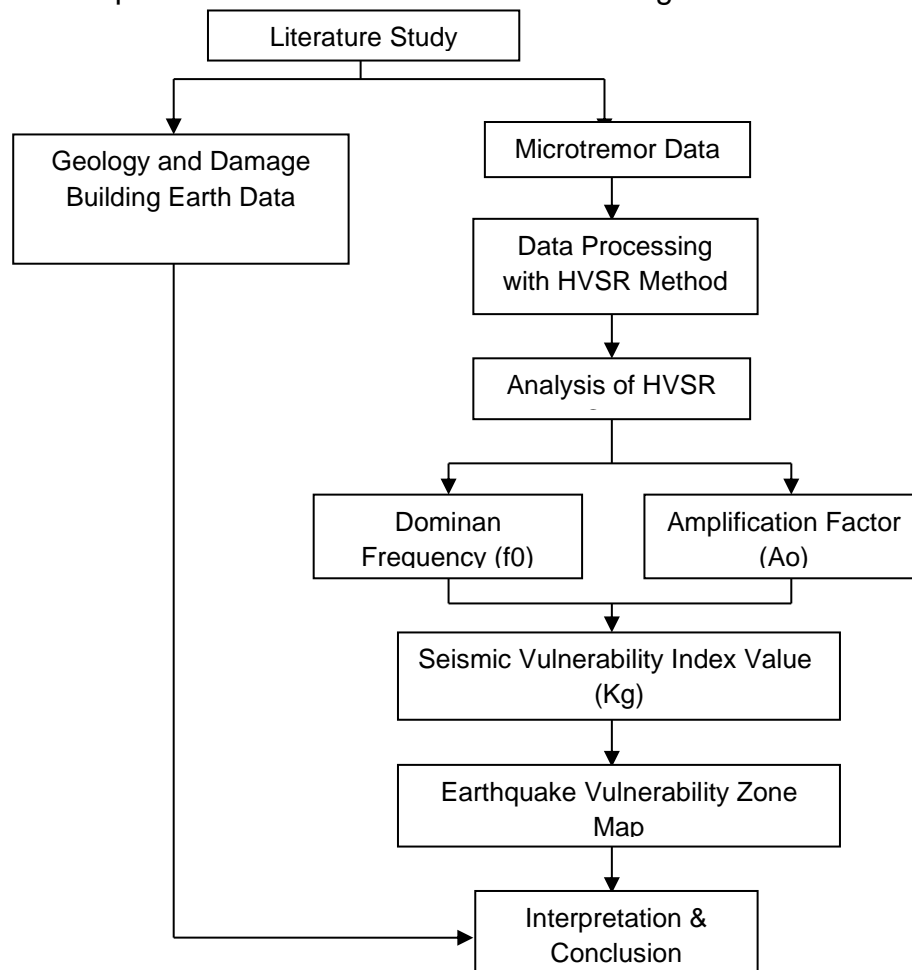 Literature Study
Geology and Damage
Building Earth Data
Microtremor Data
Data Processing
with HVSR Method
Analysis of HVSR
Dominan
Frequency (f0)
Amplification Factor
(Ao)
Seismic Vulnerability Index Value
(Kg)
Earthquake Vulnerability Zone
Map
Interpretation &
Conclusion